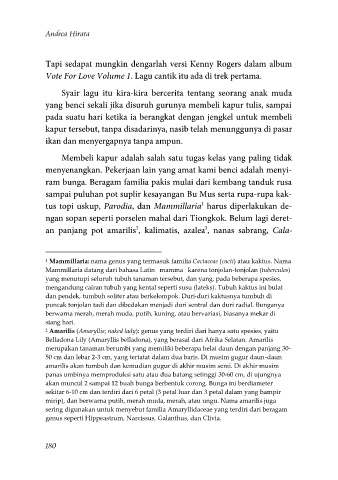 Andrea Hirata
Tapi sedapat mungkin dengarlah versi Kenny Rogers dalam album
Vote For Love Volume 1. Lagu cantik itu ada di trek pertama.
Syair lagu itu kira-kira bercerita tentang seorang anak muda
yang benci sekali jika disuruh gurunya membeli kapur tulis, sampai
pada suatu hari ketika ia berangkat dengan jengkel untuk membeli
kapur tersebut, tanpa disadarinya, nasib telah menunggunya di pasar
ikan dan menyergapnya tanpa ampun.
Membeli kapur adalah salah satu tugas kelas yang paling tidak
menyenangkan. Pekerjaan lain yang amat kami benci adalah menyi-
ram bunga. Beragam familia pakis mulai dari kembang tanduk rusa
sampai puluhan pot suplir kesayangan Bu Mus serta rupa-rupa kak-
tus topi uskup, Parodia, dan Mammillaria¹ harus diperlakukan de-
ngan sopan seperti porselen mahal dari Tiongkok. Belum lagi deret-
an panjang pot amarilis², kalimatis, azalea³, nanas sabrang, Cala-
¹ Mammillaria: nama genus yang termasuk familia Cactaceae (cacti) atau kaktus. Nama
Mammillaria datang dari bahasa Latin mamma karena tonjolan-tonjolan (tubercules)
yang menutupi seluruh tubuh tanaman tersebut, dan yang, pada beberapa spesies,
mengandung cairan tubuh yang kental seperti susu (lateks). Tubuh kaktus ini bulat
dan pendek, tumbuh soliter atau berkelompok. Duri-duri kaktusnya tumbuh di
puncak tonjolan tadi dan dibedakan menjadi duri sentral dan duri radial. Bunganya
berwarna merah, merah muda, putih, kuning, atau bervariasi, biasanya mekar di
siang hari.
² Amarilis (Amaryllis; naked lady): genus yang terdiri dari hanya satu spesies, yaitu
Belladona Lily (Amaryllis belladona), yang berasal dari Afrika Selatan. Amarilis
merupakan tanaman berumbi yang memiliki beberapa helai daun dengan panjang 30-
50 cm dan lebar 2-3 cm, yang tertatat dalam dua baris. Di musim gugur daun-daun
amarilis akan tumbuh dan kemudian gugur di akhir musim semi. Di akhir musim
panas umbinya memproduksi satu atau dua batang setinggi 30-60 cm, di ujungnya
akan muncul 2 sampai 12 buah bunga berbentuk corong. Bunga ini berdiameter
sekitar 6-10 cm dan terdiri dari 6 petal (3 petal luar dan 3 petal dalam yang hampir
mirip), dan berwarna putih, merah muda, merah, atau ungu. Nama amarilis juga
sering digunakan untuk menyebut familia Amaryllidaceae yang terdiri dari beragam
genus seperti Hippeastrum, Narcissus, Galanthus, dan Clivia.
180